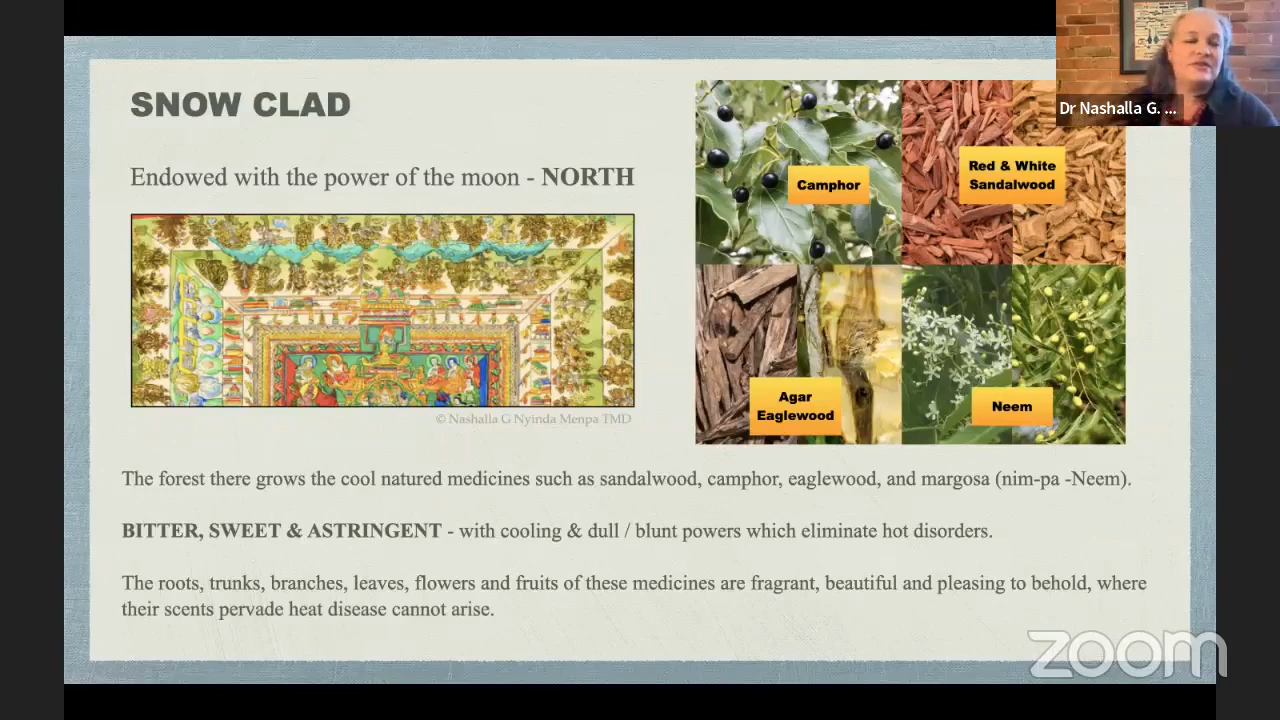 SNOW CLAD
Endowed with the power of the moon - NORTH
© Nashalla G Nyinda Menpa TMD
Camphor
Red & White
Sandalwood
Agar
Eaglewood
Neem
Dr Nashalla G. ...
The forest there grows the cool natured medicines such as sandalwood, camphor, eaglewood, and margosa (nim-pa -Neem).
BITTER, SWEET & ASTRINGENT - with cooling & dull / blunt powers which eliminate hot disorders.
The roots, trunks, branches, leaves, flowers and fruits of these medicines are fragrant, beautiful and pleasing to behold, where
their scents pervade heat disease cannot arise.
zoom